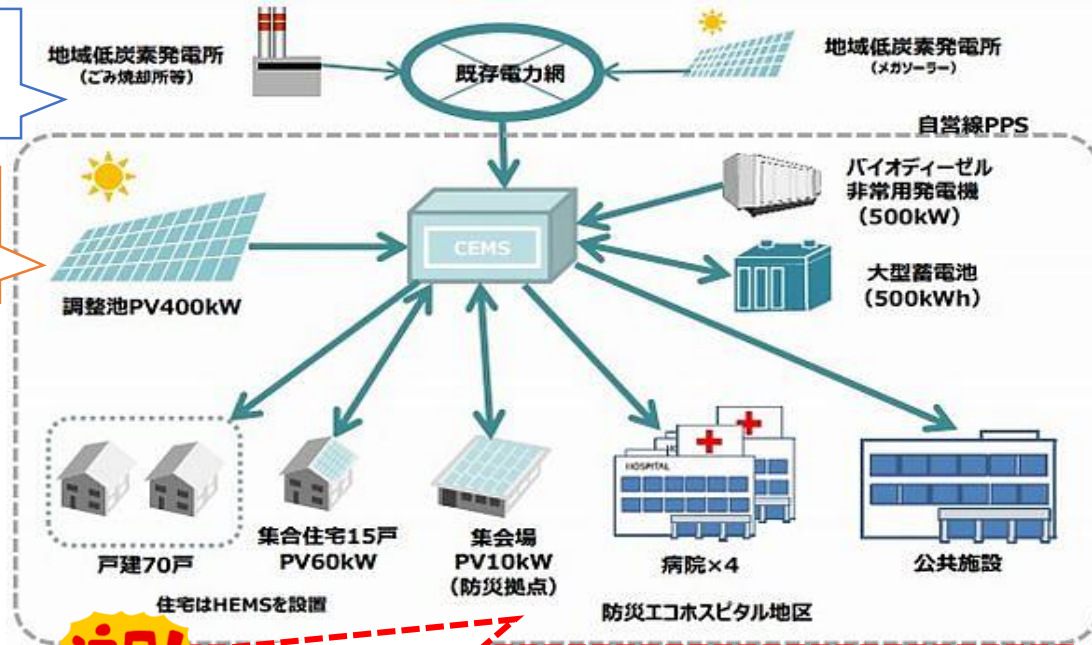 地域低炭素発電所
（ごみ焼却所等）
既存電力網
地域低炭素発電所
（メガソーラー）
自営線PPS
バイオディーゼル
非常用発電機
（500kW）
CEMS
大型蓄電池
（500kWh）
調整池PV400kW
HOSPITAL
戸建70戸
集合住宅15戸
PV60kW
集会場
PV10kW
（防災拠点）
病院×4
公共施設
住宅はHEMSを設置
防災エコホスピタル地区